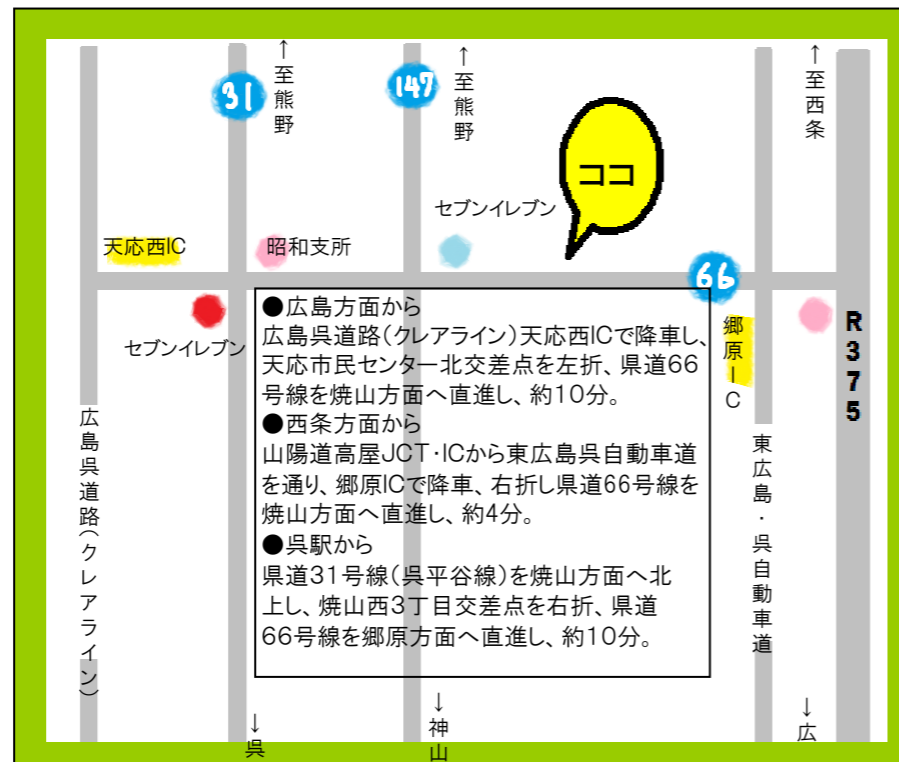 ↑至熊野
31
↑至熊野
147
↑至西条
ココ
セブンイレブン
天応西IC
昭和支所
66
セブンイレブン
郷原IC
R375
●広島方面から
広島呉道路(クレアライン)天応西ICで降車し、
天応市民センター北交差点を左折、県道66
号線を焼山方面へ直進し、約10分。
●西条方面から
山陽道高屋JCT・ICから東広島呉自動車道
を通り、郷原ICで降車、右折し県道66号線を
焼山方面へ直進し、約4分。
●呉駅から
県道31号線(呉平谷線)を焼山方面へ北
上し、焼山西3丁目交差点を右折、県道
66号線を郷原方面へ直進し、約10分。
広島呉道路(クレアライン)
東広島・呉自動車道
↓呉
↓神山
↓広